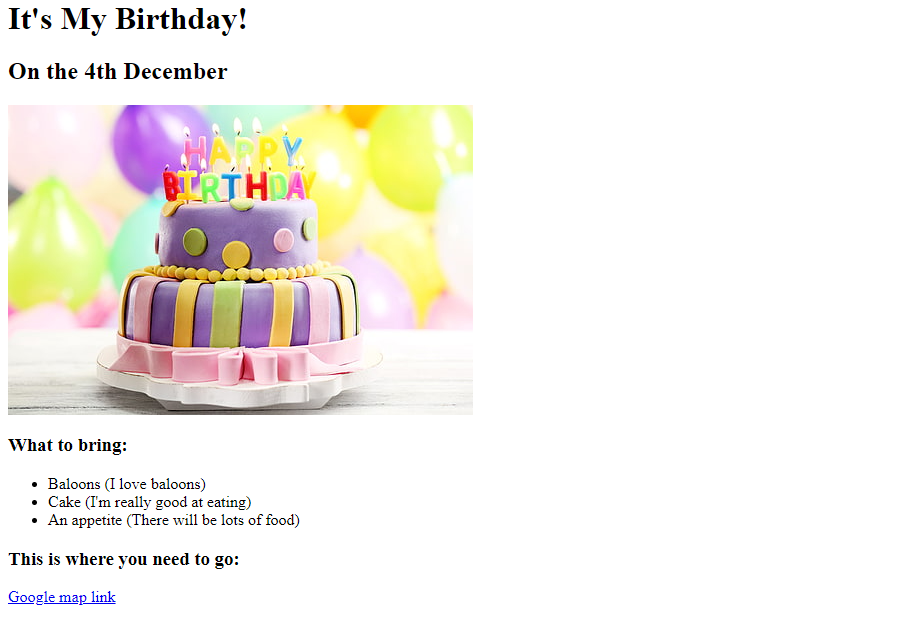 It's My Birthday!
On the 4th December
HAPPY
BIRTHDAY
What to bring:
Baloons (I love baloons)
Cake (I'm really good at eating)
An appetite (There will be lots of food)
This is where you need to go:
Google map link